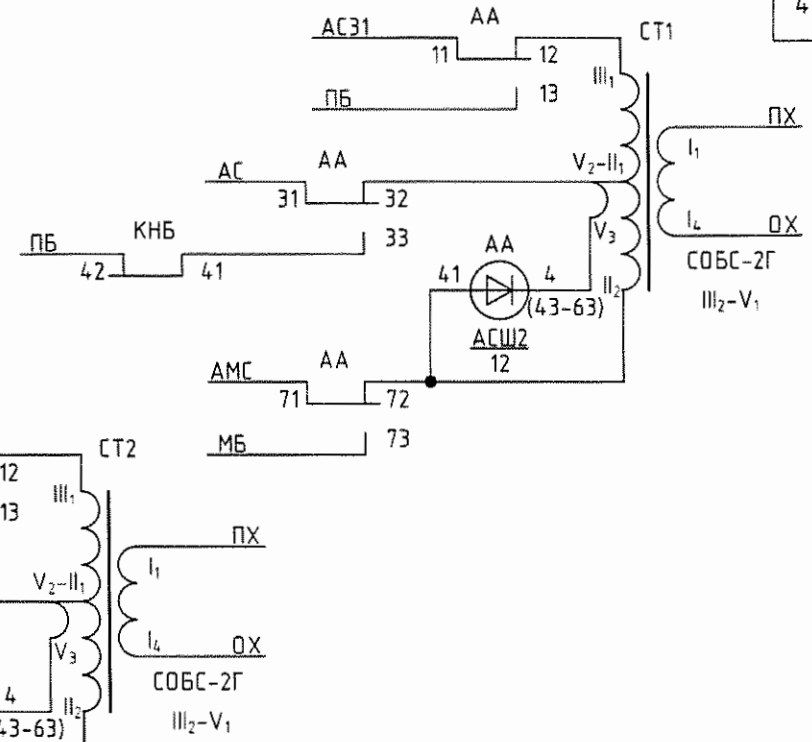 4
АСЗ1 АА СТ1
11 12
III₁
ПБ 13 ПХ
I₁
АС АА V₂-II₁
31 32
ПБ КНБ 33 V₃ I₄ ОХ
42 41 АА СОБС-2Г
41 4 II₂
(43-63) III₂-V₁
АСШ2
12
АМС АА
71 72
МБ 73
СТ2
12
III₁
13
ПХ
I₁
V₂-II₁
V₃ I₄ ОХ
4 II₂ СОБС-2Г
43-63) III₂-V₁